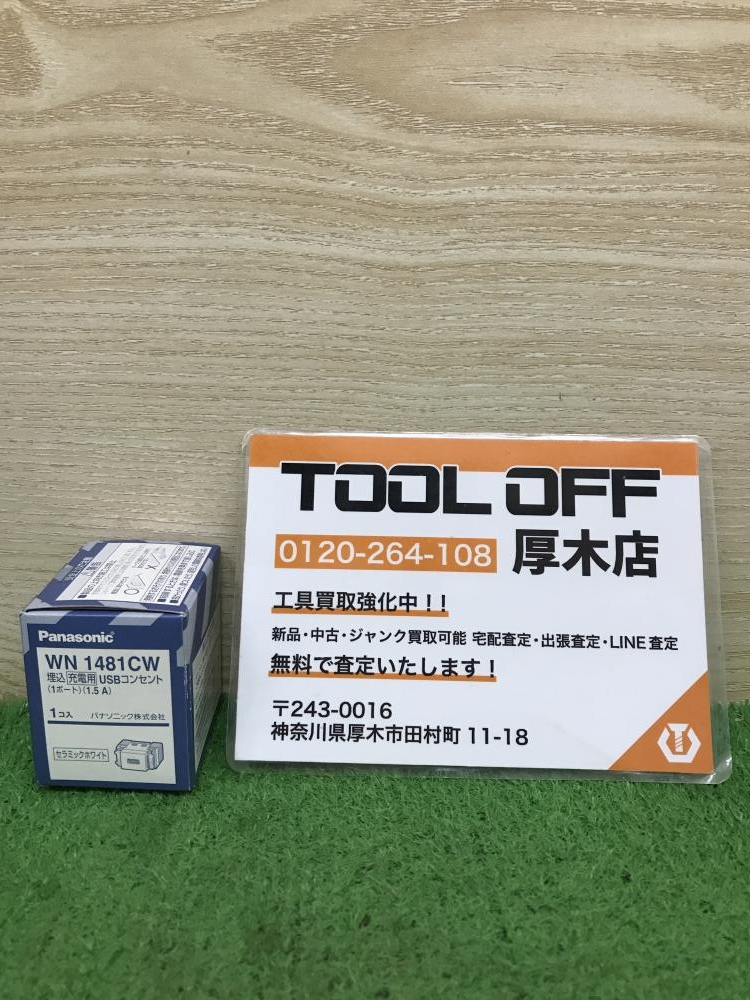 Panasonic
WN 1481CW
埋込 充電用 USBコンセント
(1ポート)(1.5 A)
1コ入 パナソニック株式会社
セラミックホワイト
TOOL OFF
0120-264-108 厚木店
工具買取強化中!!
新品・中古・ジャンク買取可能 宅配査定・出張査定・LINE査定
無料で査定いたします!
〒243-0016
神奈川県厚木市田村町 11-18